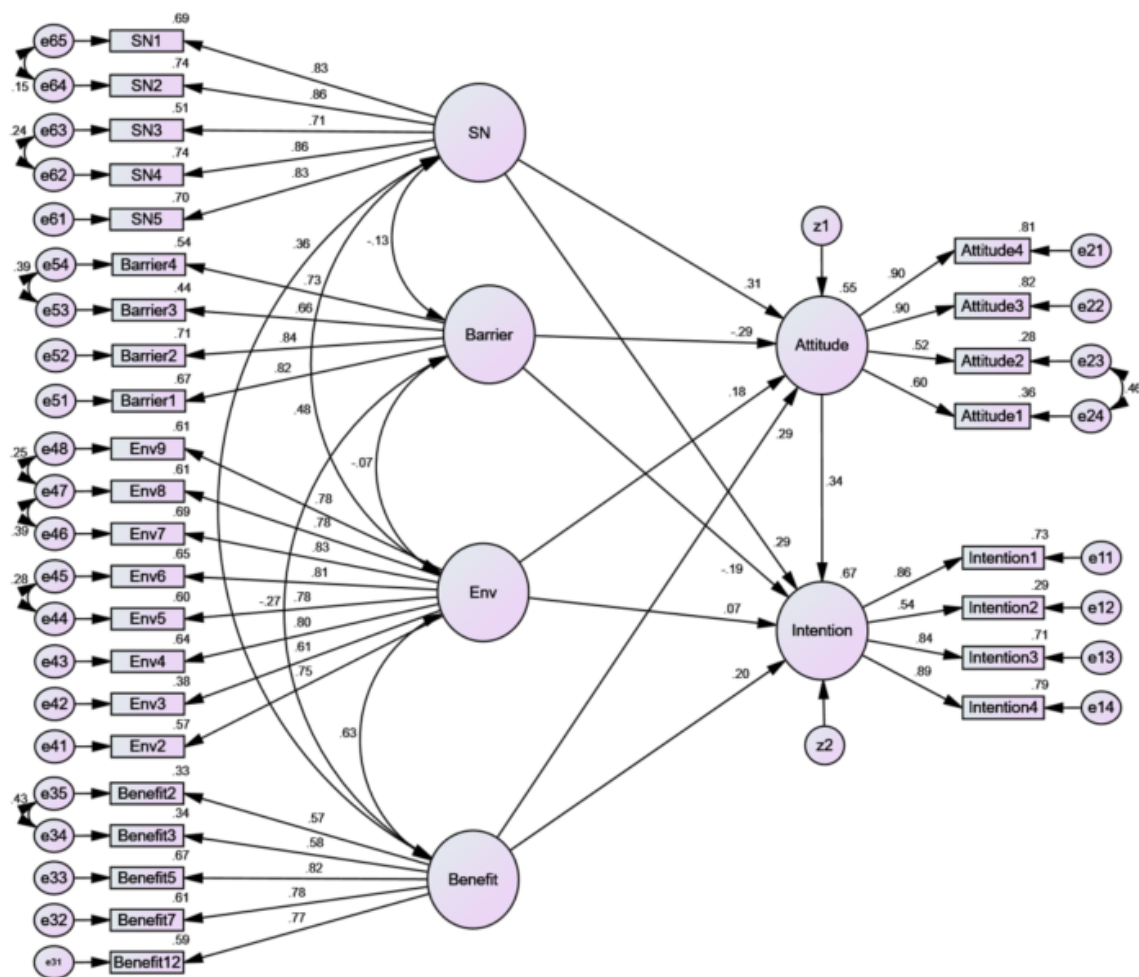 .69
e65 SN1
.83
.74
.15 e64 SN2
.86
.51
.24 e63 SN3
.71
.74
e62 SN4
.86
.70
e61 SN5
.83
SN
.54
.39 e54 Barrier4
.73
.44
e53 Barrier3
.66
.71
e52 Barrier2
.84
.67
e51 Barrier1
.82
Barrier
.61
.25 e48 Env9
.78
.61
e47 Env8
.78
.69
.39 e46 Env7
.83
.65
.28 e45 Env6
.81
.60
e44 Env5
.78
.64
e43 Env4
.80
.38
e42 Env3
.61
.57
e41 Env2
.75
Env
.33
.43 e35 Benefit2
.57
.34
e34 Benefit3
.58
.67
e33 Benefit5
.82
.61
e32 Benefit7
.78
.59
e31 Benefit12
.77
Benefit
.36
-.13
.48
-.07
-.27
.63
.31
-.29
.18
.29
.34
.29
-.19
.07
.20
z1
.55
Attitude
.81
.90 Attitude4 e21
.82
.90 Attitude3 e22
.28
.52 Attitude2 e23
.46
.36
.60 Attitude1 e24
.67
Intention
z2
.73
.86 Intention1 e11
.29
.54 Intention2 e12
.71
.84 Intention3 e13
.79
.89 Intention4 e14